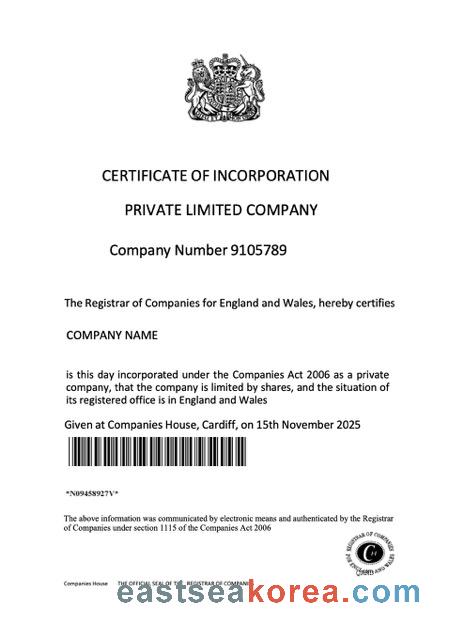 CERTIFICATE OF INCORPORATION
PRIVATE LIMITED COMPANY
Company Number 9105789
The Registrar of Companies for England and Wales, hereby certifies
COMPANY NAME
is this day incorporated under the Companies Act 2006 as a private
company, that the company is limited by shares, and the situation of
its registered office is in England and Wales
Given at Companies House, Cardiff, on 15th November 2025
*N09458927V*
The above information was communicated by electronic means and authenticated by the Registrar
of Companies under section 1115 of the Companies Act 2006
REGISTRAR OF COMPANIES
Companies House THE OFFICIAL SEAL OF THE REGISTRAR OF
eastseakorea.com